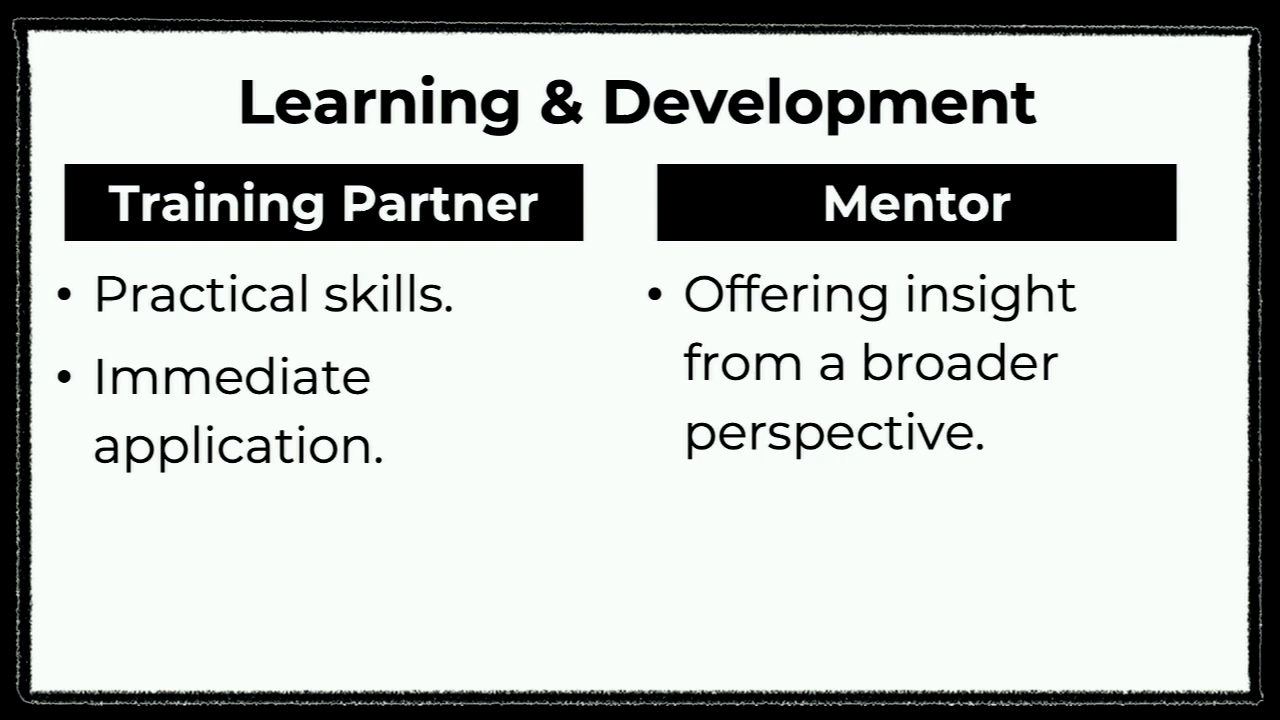 Learning & Development
Training Partner
• Practical skills.
• Immediate
application.
Mentor
• Offering insight
from a broader
perspective.